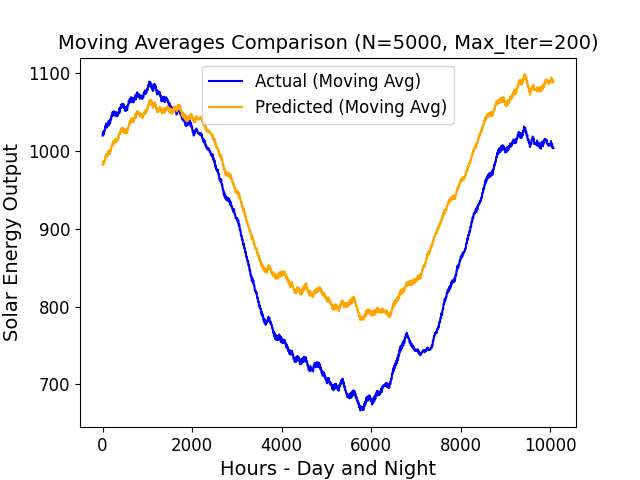 Moving Averages Comparison (N=5000, Max_Iter=200)
Actual (Moving Avg)
Predicted (Moving Avg)
Solar Energy Output
1100
1000
900
800
700
0 2000 4000 6000 8000 10000
Hours - Day and Night